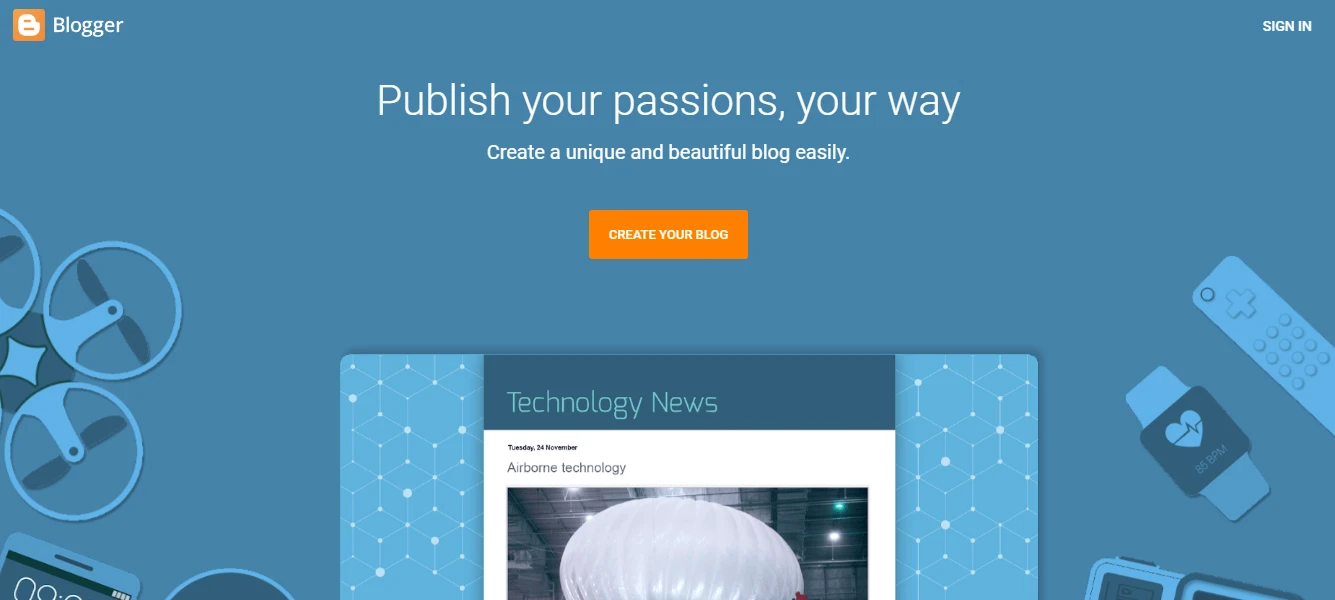 Blogger
SIGN IN
Publish your passions, your way
Create a unique and beautiful blog easily.
CREATE YOUR BLOG
Technology News
Tuesday, 24 November
Airborne technology
86 BPM